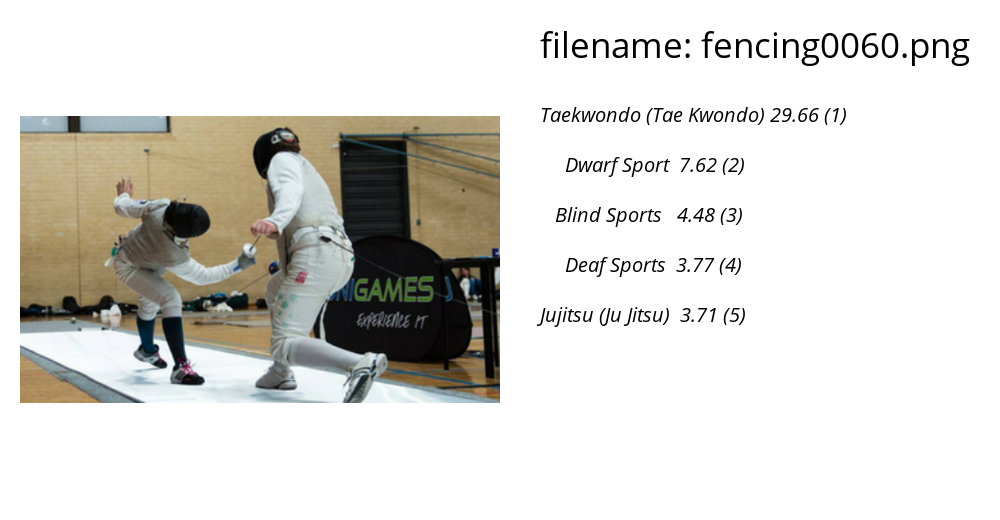 filename: fencing0060.png
Taekwondo (Tae Kwondo) 29.66 (1)
Dwarf Sport 7.62 (2)
Blind Sports 4.48 (3)
Deaf Sports 3.77 (4)
Jujitsu (Ju Jitsu) 3.71 (5)
NIGAMES
EXPERIENCE IT